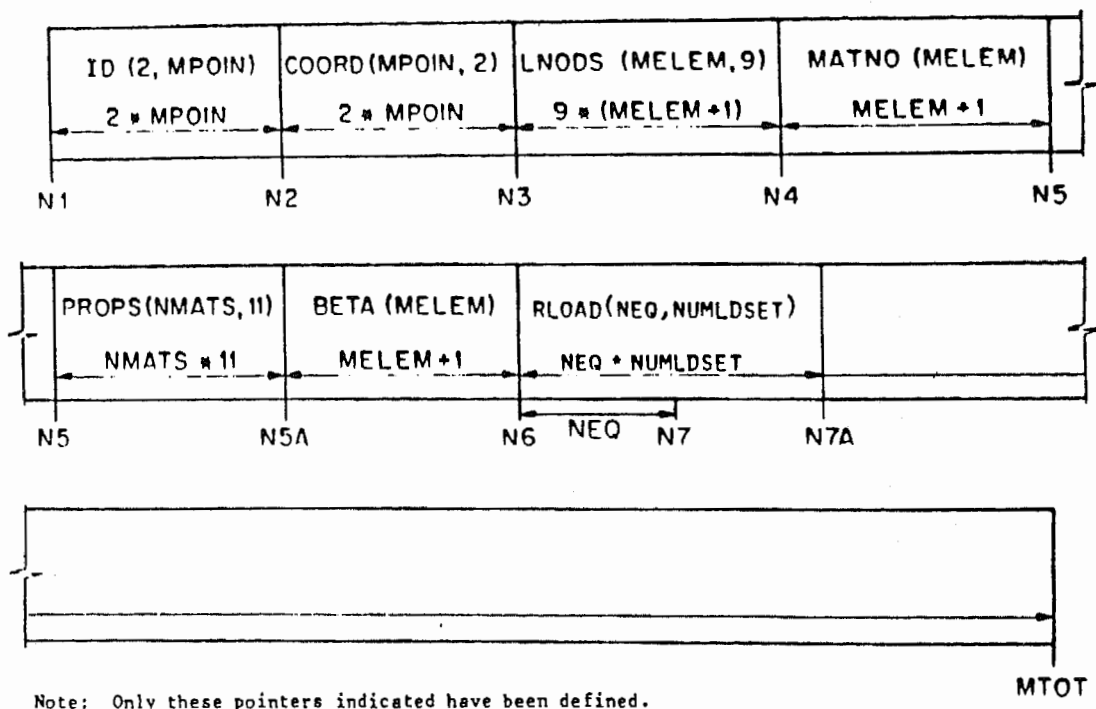 ID (2, MPOIN) COORD (MPOIN, 2) LNODS (MELEM, 9) MATNO (MELEM)
2 * MPOIN 2 * MPOIN 9 * (MELEM +1) MELEM +1
N1 N2 N3 N4 N5
PROPS (NMATS, 11) BETA (MELEM) RLOAD (NEQ, NUMLDSET)
NMATS * 11 MELEM +1 NEQ * NUMLDSET
NEQ
N5 N5A N6 N7 N7A
MTOT
Note: Only these pointers indicated have been defined.